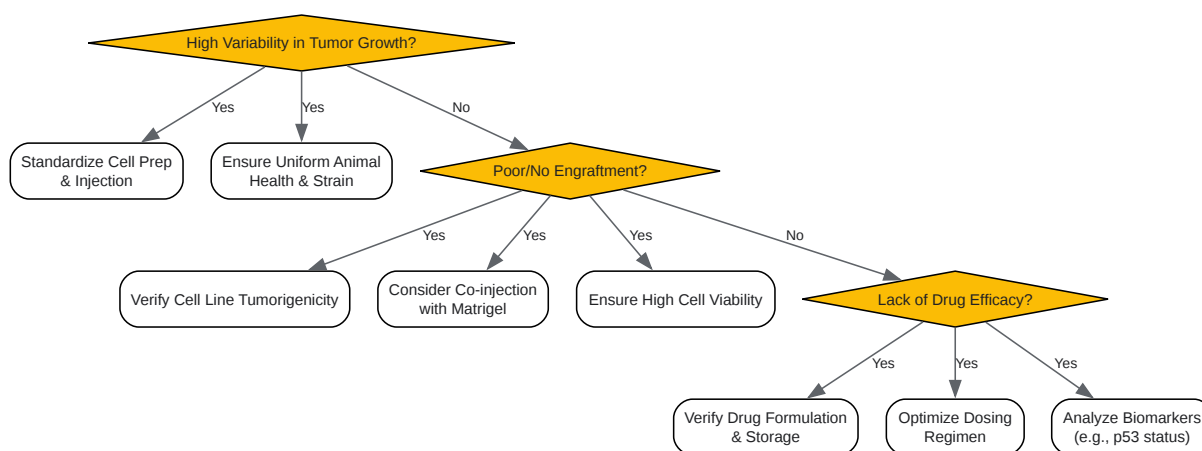 High Variability in Tumor Growth?
Yes
Yes
No
Standardize Cell Prep
& Injection
Ensure Uniform Animal
Health & Strain
Poor/No Engraftment?
Yes
Yes
Yes
No
Verify Cell Line Tumorigenicity
Consider Co-injection
with Matrigel
Ensure High Cell Viability
Lack of Drug Efficacy?
Yes
Yes
Yes
Verify Drug Formulation
& Storage
Optimize Dosing
Regimen
Analyze Biomarkers
(e.g., p53 status)